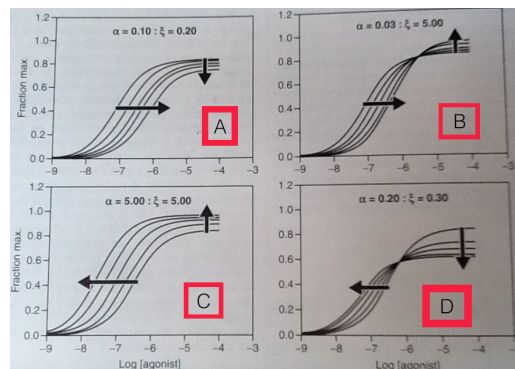 Fraction max.
1.2
1.0
0.8
0.6
0.4
0.2
0.0
α = 0.10 : ξ = 0.20
A
−9 −8 −7 −6 −5 −4 −3
1.2
1.0
0.8
0.6
0.4
0.2
0.0
α = 0.03 : ξ = 5.00
B
−9 −8 −7 −6 −5 −4 −3
Fraction max.
1.2
1.0
0.8
0.6
0.4
0.2
0.0
α = 5.00 : ξ = 5.00
C
−9 −8 −7 −6 −5 −4 −3
Log [agonist]
1.2
1.0
0.8
0.6
0.4
0.2
0.0
α = 0.20 : ξ = 0.30
D
−9 −8 −7 −6 −5 −4 −3
Log [agonist]